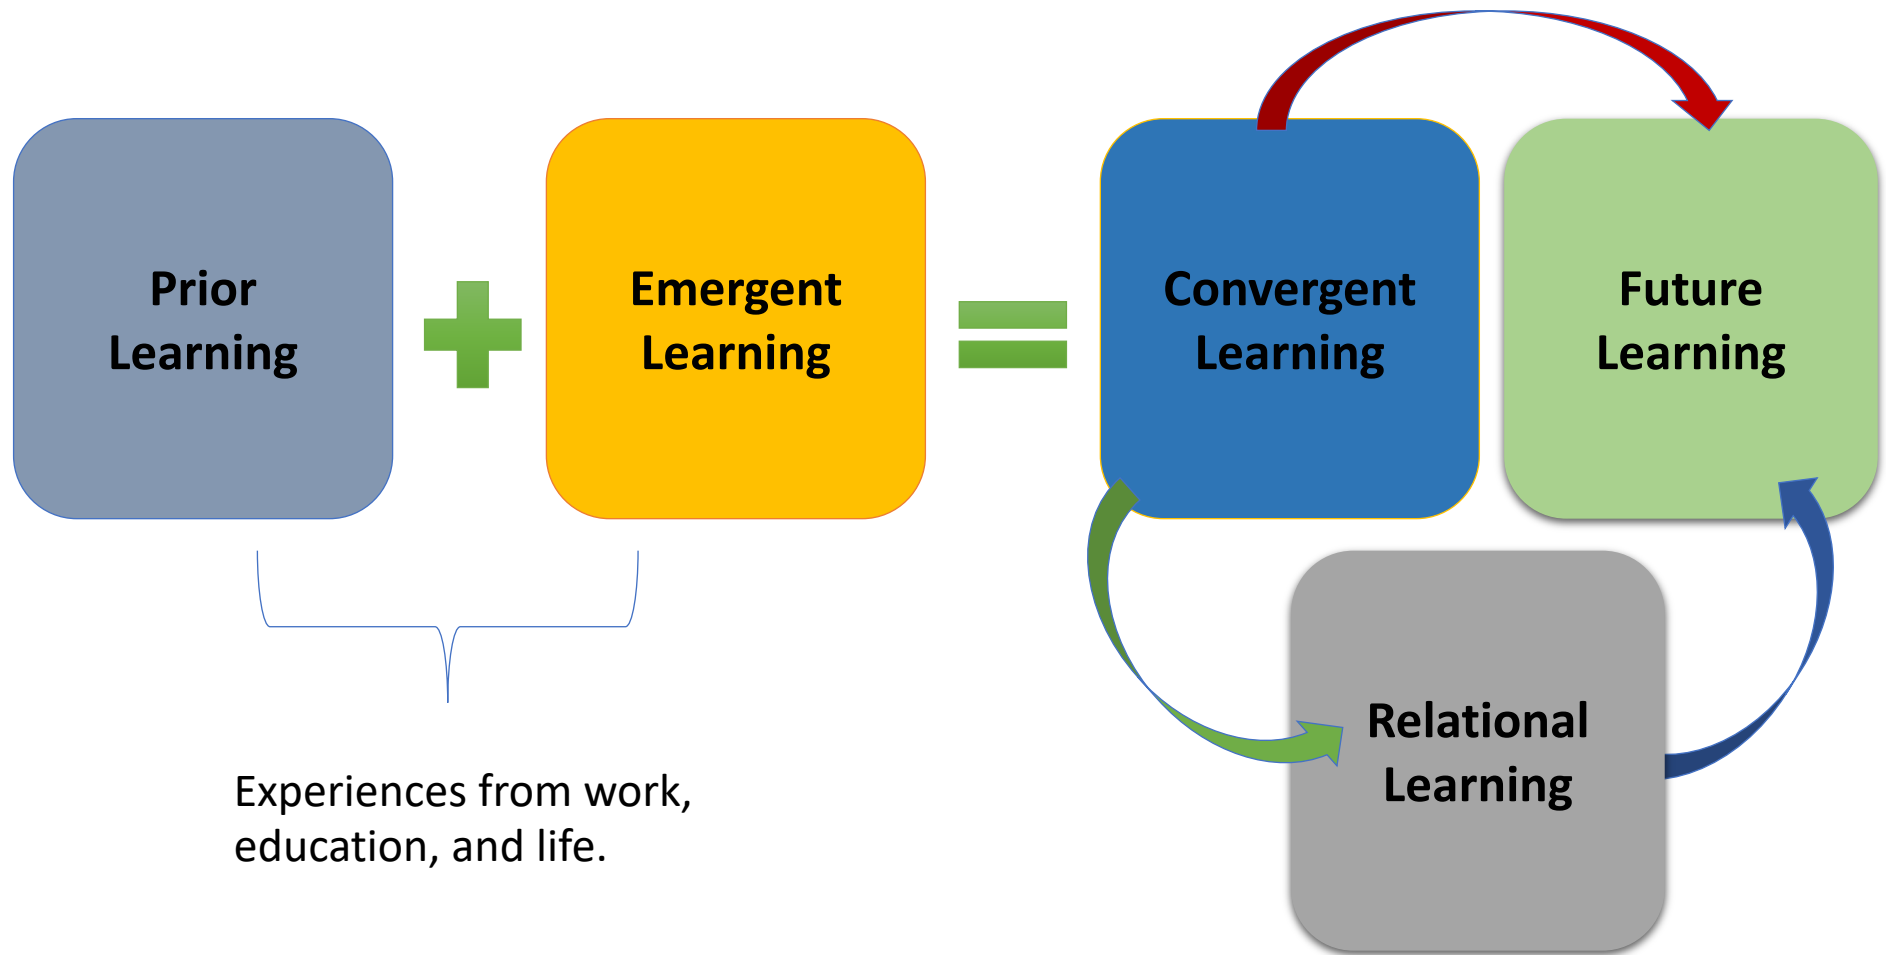 Prior
Learning
Emergent
Learning
Convergent
Learning
Future
Learning
Relational
Learning
Experiences from work,
education, and life.